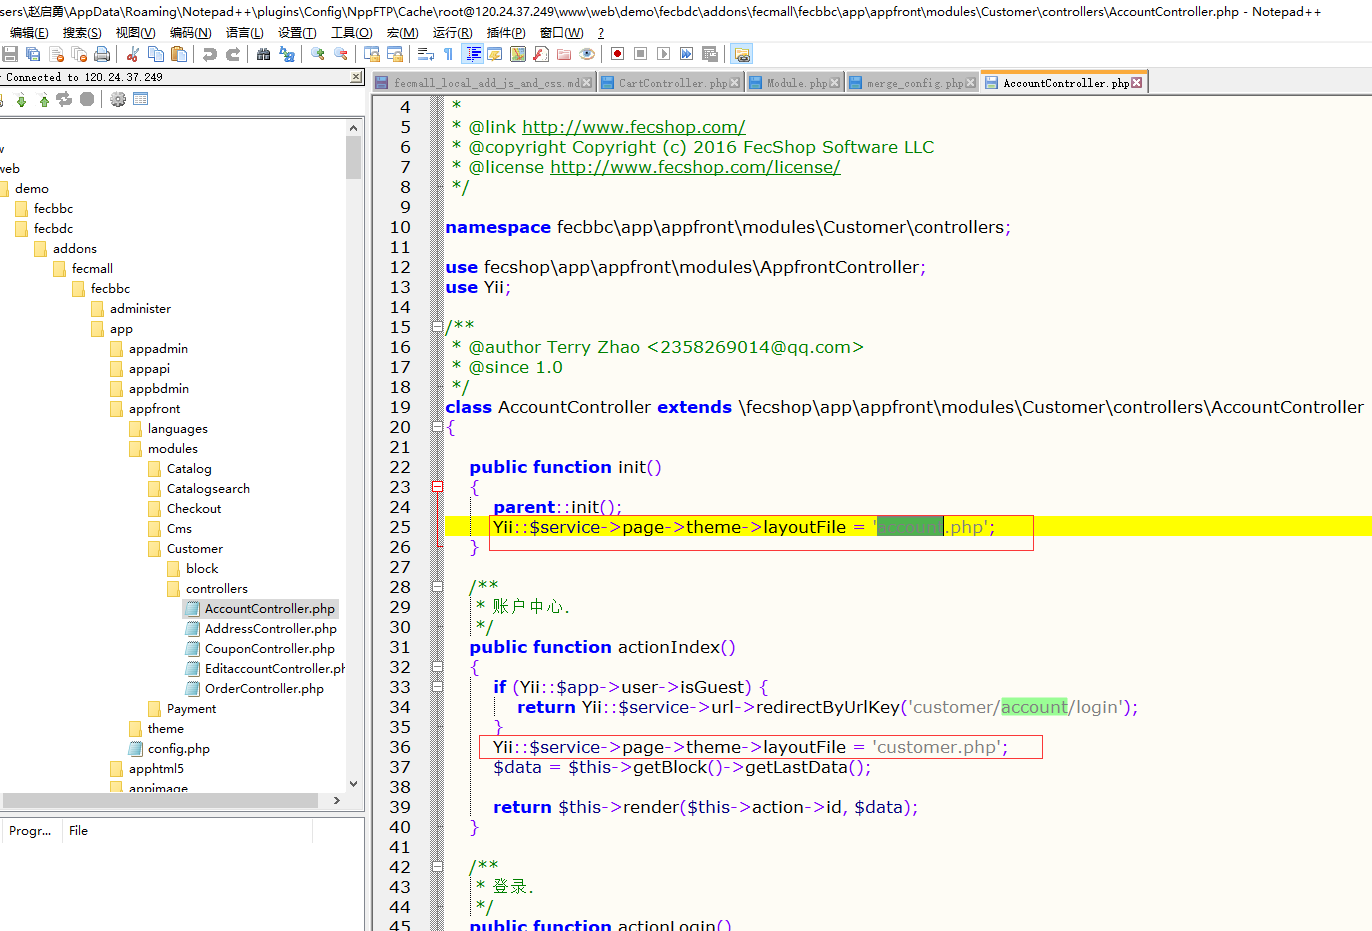 sers\赵启勇\AppData\Roaming\Notepad++\plugins\Config\NppFTP\Cache\root@120.24.37.249\www\web\demo\fecbdc\addons\fecmall\fecbbc\app\appfront\modules\Customer\controllers\AccountController.php - Notepad++
编辑(E) 搜索(S) 视图(V) 编码(N) 语言(L) 设置(T) 工具(O) 宏(M) 运行(R) 插件(P) 窗口(W) ?
Connected to 120.24.37.249
fecmall_local_add_js_and_css.md CartController.php Module.php merge_config.php AccountController.php
web
demo
fecbbc
fecbdc
addons
fecmall
fecbbc
administer
app
appadmin
appapi
appbdmin
appfront
languages
modules
Catalog
Catalogsearch
Checkout
Cms
Customer
block
controllers
AccountController.php
AddressController.php
CouponController.php
EditaccountController.ph
OrderController.php
Payment
theme
config.php
apphtml5
appimage
Progr... File
4 *
5 * @link http://www.fecshop.com/
6 * @copyright Copyright (c) 2016 FecShop Software LLC
7 * @license http://www.fecshop.com/license/
8 */
9
10 namespace fecbbc\app\appfront\modules\Customer\controllers;
11
12 use fecshop\app\appfront\modules\AppfrontController;
13 use Yii;
14
15 /**
16 * @author Terry Zhao <2358269014@qq.com>
17 * @since 1.0
18 */
19 class AccountController extends \fecshop\app\appfront\modules\Customer\controllers\AccountController
20 {
21
22 public function init()
23 {
24 parent::init();
25 Yii::$service->page->theme->layoutFile = 'account.php';
26 }
27
28 /**
29 * 账户中心.
30 */
31 public function actionIndex()
32 {
33 if (Yii::$app->user->isGuest) {
34 return Yii::$service->url->redirectByUrlKey('customer/account/login');
35 }
36 Yii::$service->page->theme->layoutFile = 'customer.php';
37 $data = $this->getBlock()->getLastData();
38
39 return $this->render($this->action->id, $data);
40 }
41
42 /**
43 * 登录.
44 */
45 public function actionLogin()